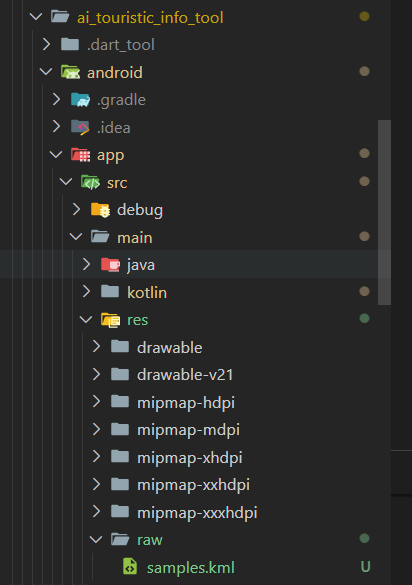 ai_touristic_info_tool
.dart_tool
android
.gradle
.idea
app
src
debug
main
java
kotlin
res
drawable
drawable-v21
mipmap-hdpi
mipmap-mdpi
mipmap-xhdpi
mipmap-xxhdpi
mipmap-xxxhdpi
raw
samples.kml U